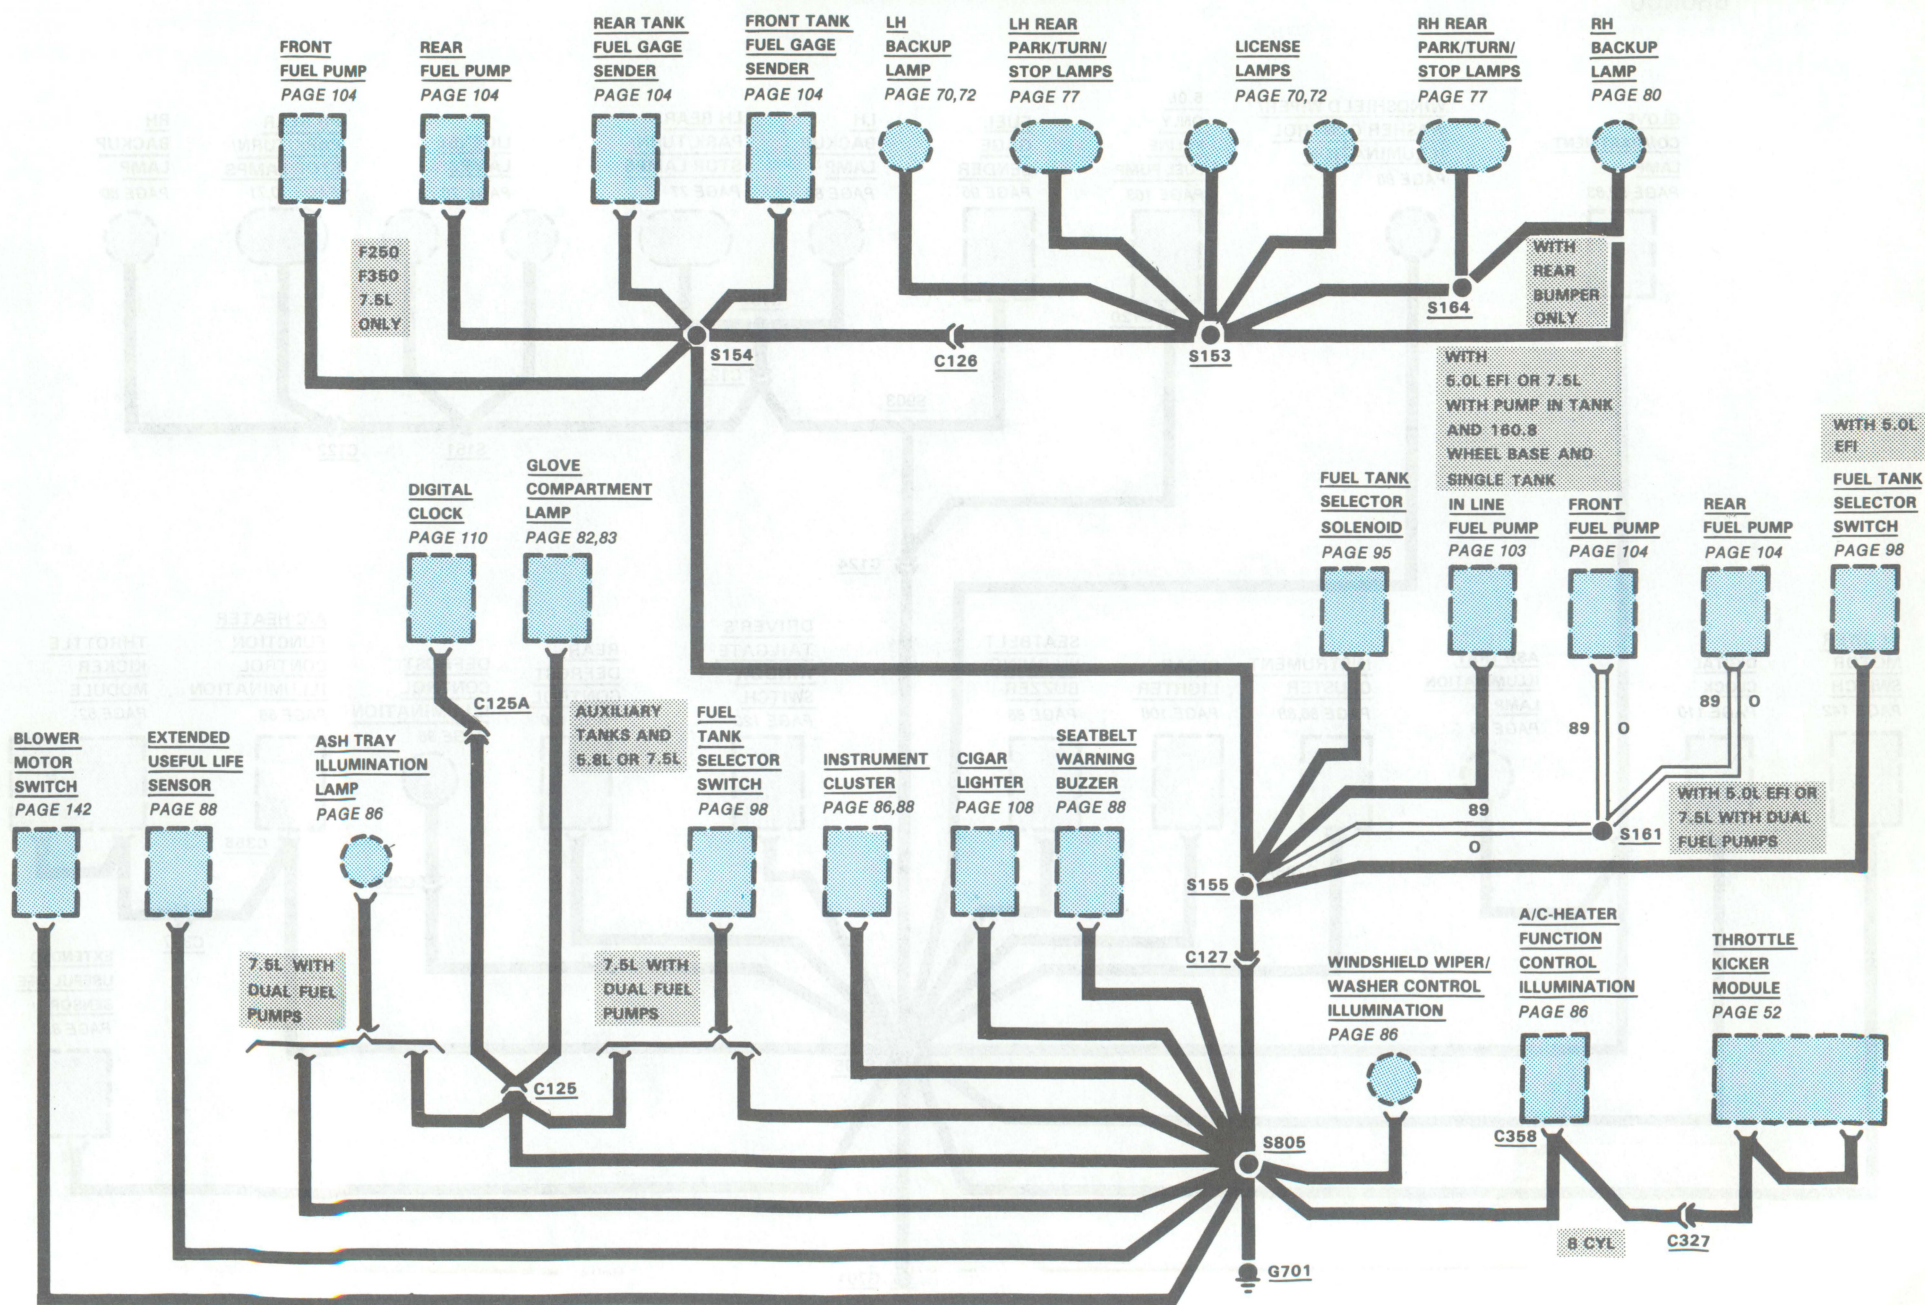 FRONT
FUEL PUMP
PAGE 104
REAR
FUEL PUMP
PAGE 104
REAR TANK
FUEL GAGE
SENDER
PAGE 104
FRONT TANK
FUEL GAGE
SENDER
PAGE 104
LH
BACKUP
LAMP
PAGE 70,72
LH REAR
PARK/TURN/
STOP LAMPS
PAGE 77
LICENSE
LAMPS
PAGE 70,72
RH REAR
PARK/TURN/
STOP LAMPS
PAGE 77
RH
BACKUP
LAMP
PAGE 80
F250
F350
7.5L
ONLY
S154
C126
S153
S164
WITH
REAR
BUMPER
ONLY
WITH
5.0L EFI OR 7.5L
WITH PUMP IN TANK
AND 160.8
WHEEL BASE AND
SINGLE TANK
WITH 5.0L
EFI
DIGITAL
CLOCK
PAGE 110
GLOVE
COMPARTMENT
LAMP
PAGE 82,83
FUEL TANK
SELECTOR
SOLENOID
PAGE 95
IN LINE
FUEL PUMP
PAGE 103
FRONT
FUEL PUMP
PAGE 104
REAR
FUEL PUMP
PAGE 104
FUEL TANK
SELECTOR
SWITCH
PAGE 98
C125A
AUXILIARY
TANKS AND
5.8L OR 7.5L
89 O
89 O
89
O
S161
WITH 5.0L EFI OR
7.5L WITH DUAL
FUEL PUMPS
BLOWER
MOTOR
SWITCH
PAGE 142
EXTENDED
USEFUL LIFE
SENSOR
PAGE 88
ASH TRAY
ILLUMINATION
LAMP
PAGE 86
FUEL
TANK
SELECTOR
SWITCH
PAGE 98
INSTRUMENT
CLUSTER
PAGE 86,88
CIGAR
LIGHTER
PAGE 108
SEATBELT
WARNING
BUZZER
PAGE 88
S155
C127
7.5L WITH
DUAL FUEL
PUMPS
7.5L WITH
DUAL FUEL
PUMPS
WINDSHIELD WIPER/
WASHER CONTROL
ILLUMINATION
PAGE 86
A/C-HEATER
FUNCTION
CONTROL
ILLUMINATION
PAGE 86
THROTTLE
KICKER
MODULE
PAGE 52
C125
S805
C358
8 CYL
C327
G701